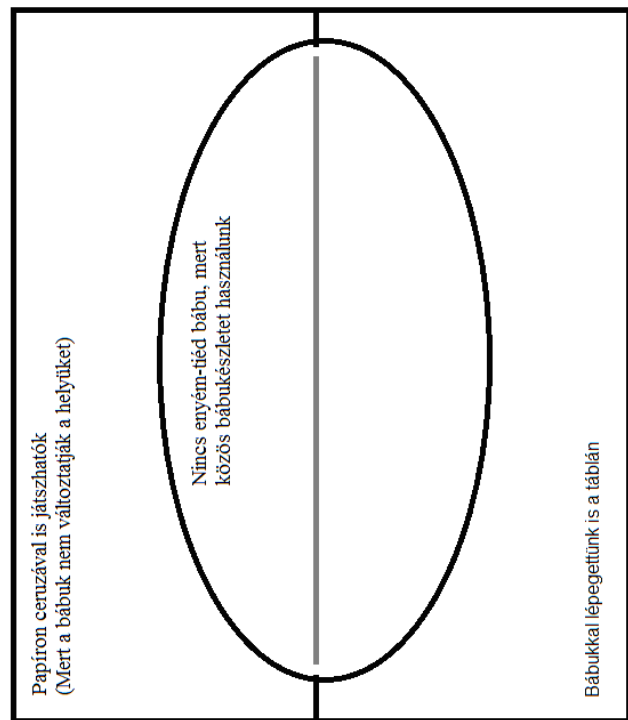 Papíron ceruzával is játszhatók
(Mert a bábuk nem változtatják a helyüket)
Nincs enyém-tiéd bábu, mert
közös bábukészletet használunk
Bábukkal lépegettünk is a táblán